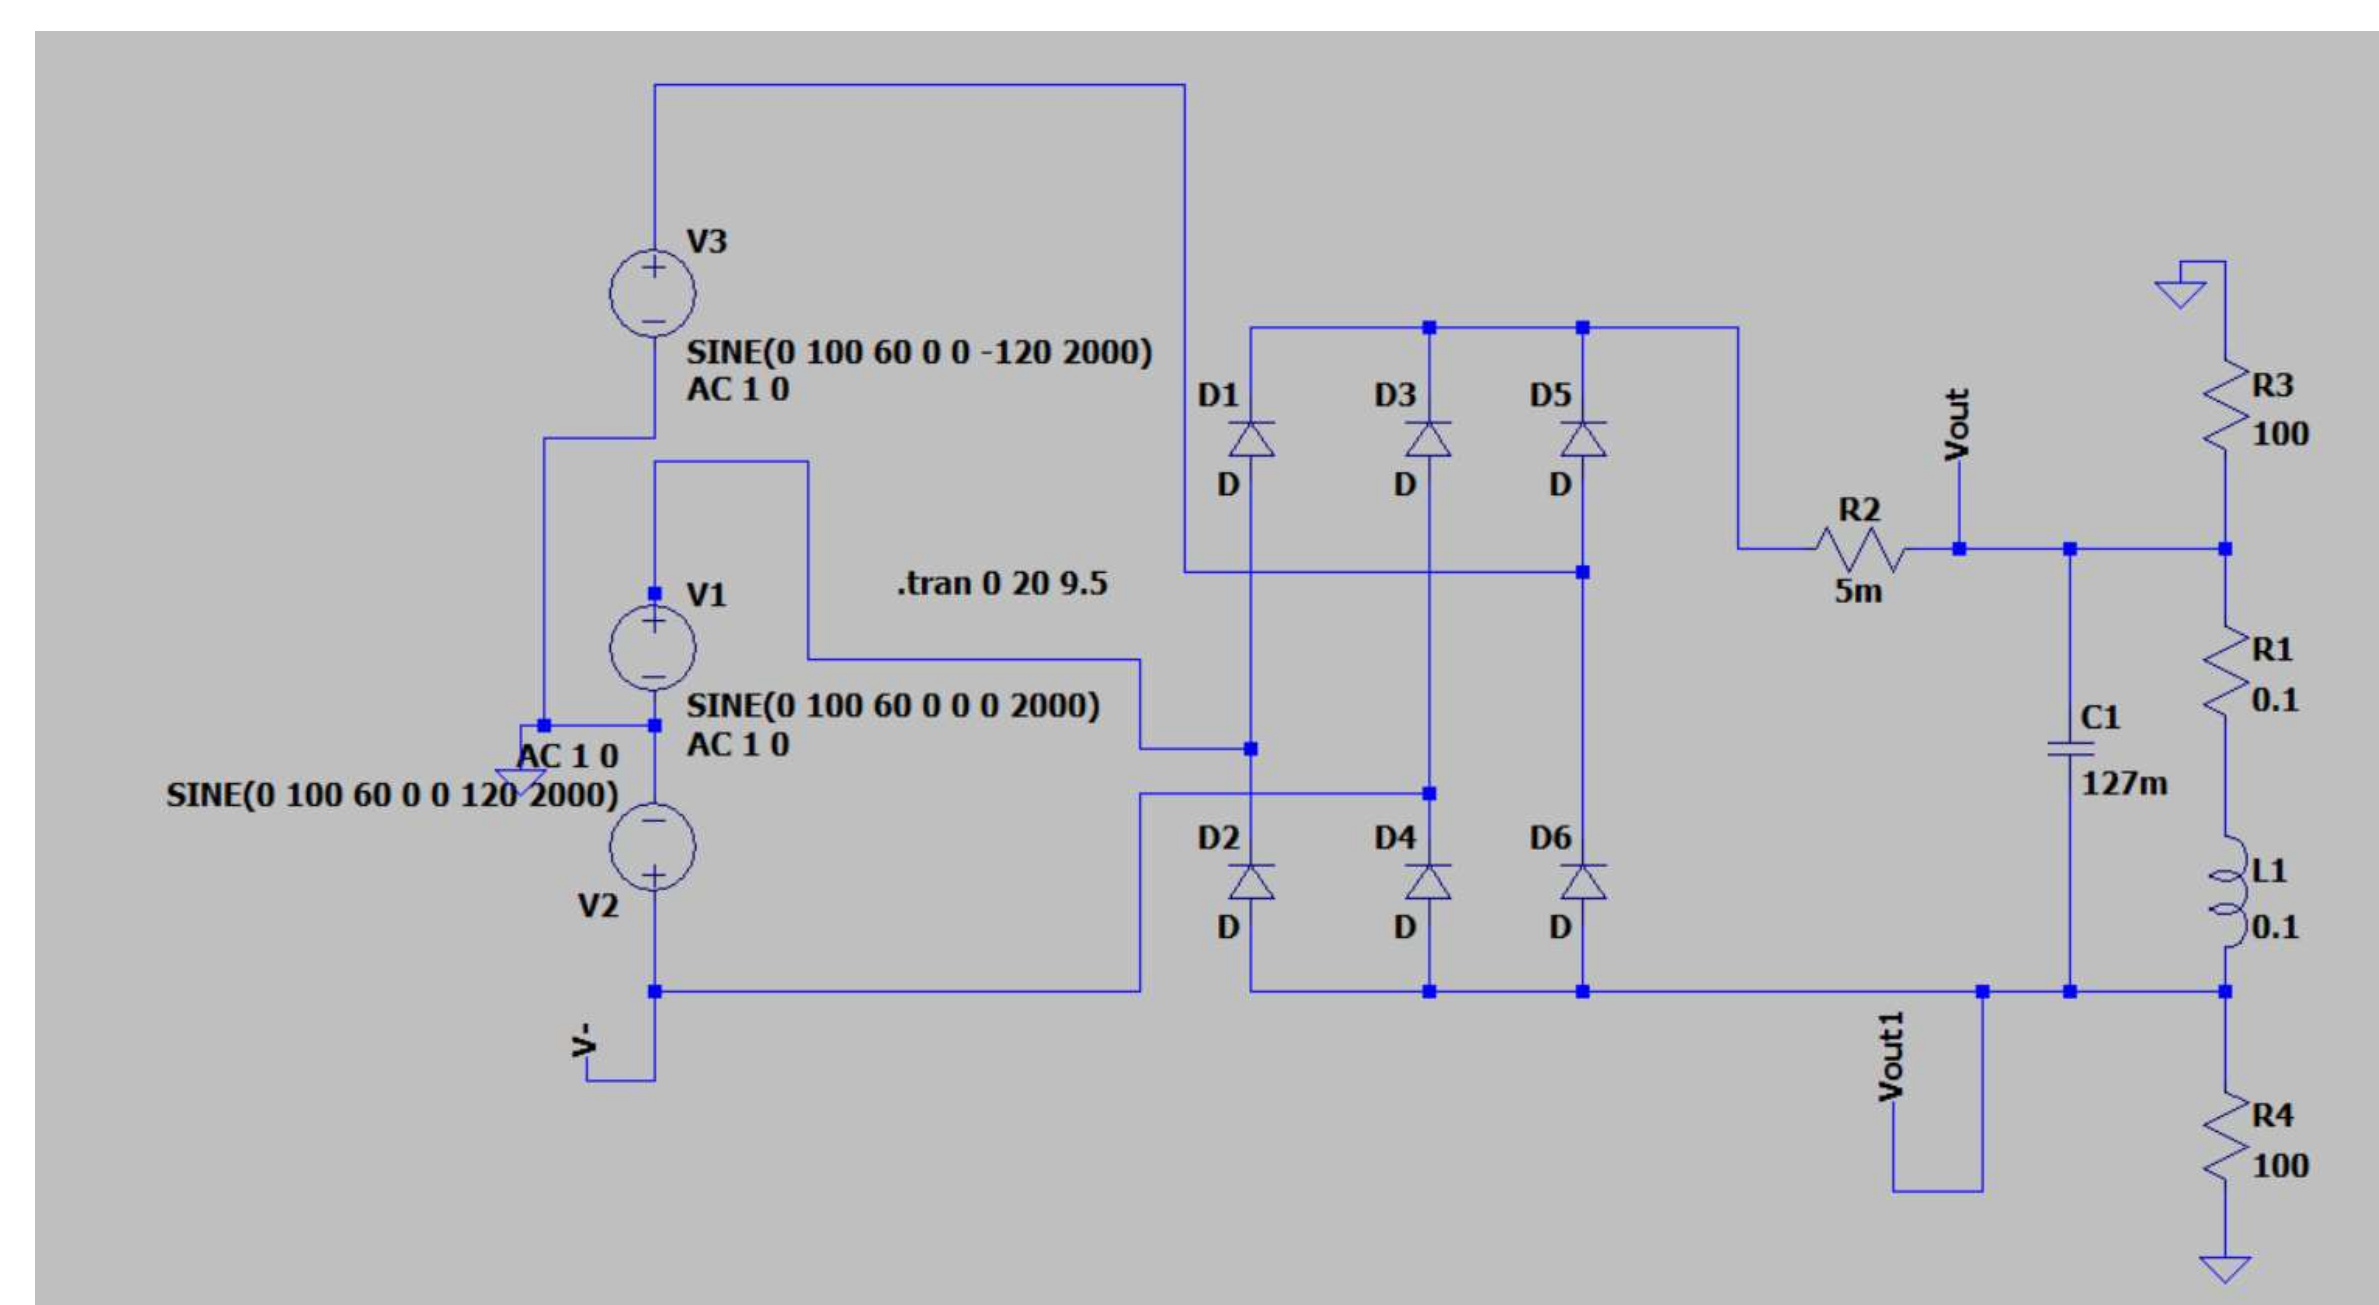 V3
SINE(0 100 60 0 0 -120 2000)
AC 1 0
D1
D3
D5
R3
100
Vout
D
D
D
R2
5m
.tran 0 20 9.5
V1
R1
0.1
SINE(0 100 60 0 0 0 2000)
AC 1 0
C1
127m
AC 1 0
SINE(0 100 60 0 0 120 2000)
D2
D4
D6
V2
L1
0.1
D
D
D
V-
Vout1
R4
100